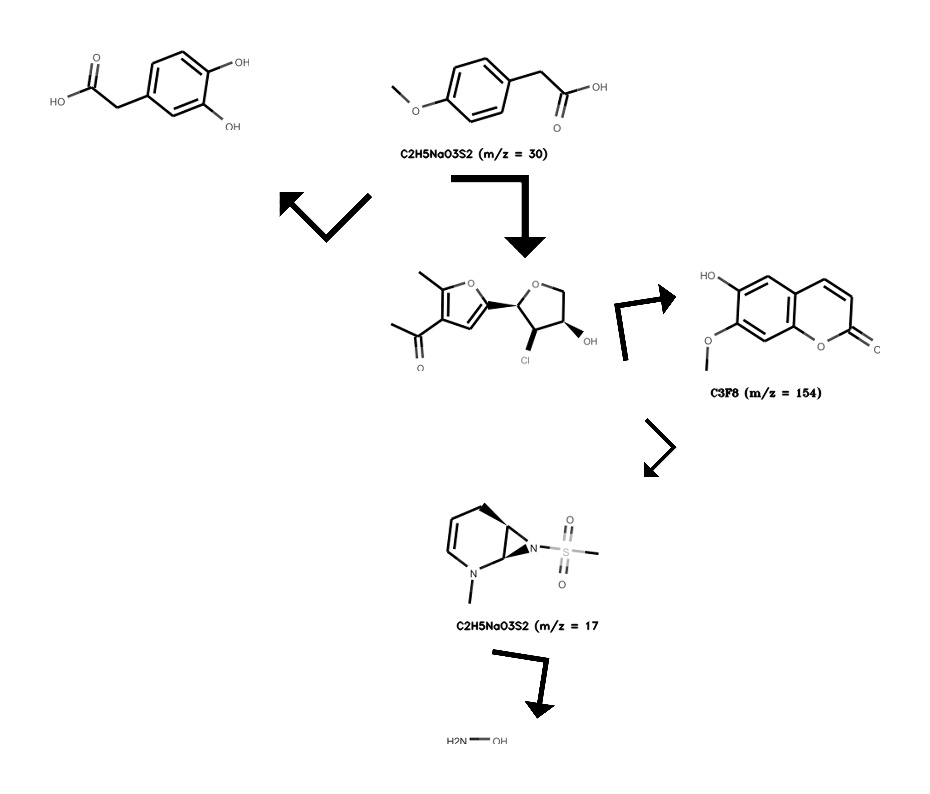 O
OH
HO
OH
OH
O
O
C2H5NaO3S2 (m/z = 30)
O
O
OH
Cl
O
HO
O
O
C3F8 (m/z = 154)
O
N
S
N
O
C2H5NaO3S2 (m/z = 17
H2N
OH